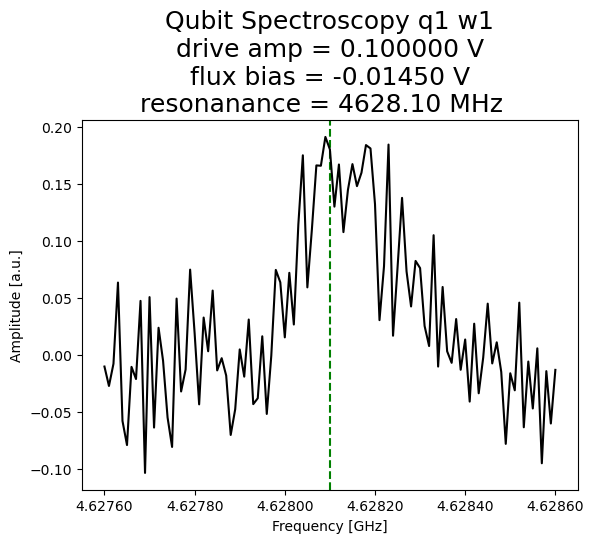 Qubit Spectroscopy q1 w1
drive amp = 0.100000 V
flux bias = -0.01450 V
resonanance = 4628.10 MHz
0.20
0.15
0.10
0.05
0.00
−0.05
−0.10
Amplitude [a.u.]
4.62760 4.62780 4.62800 4.62820 4.62840 4.62860
Frequency [GHz]